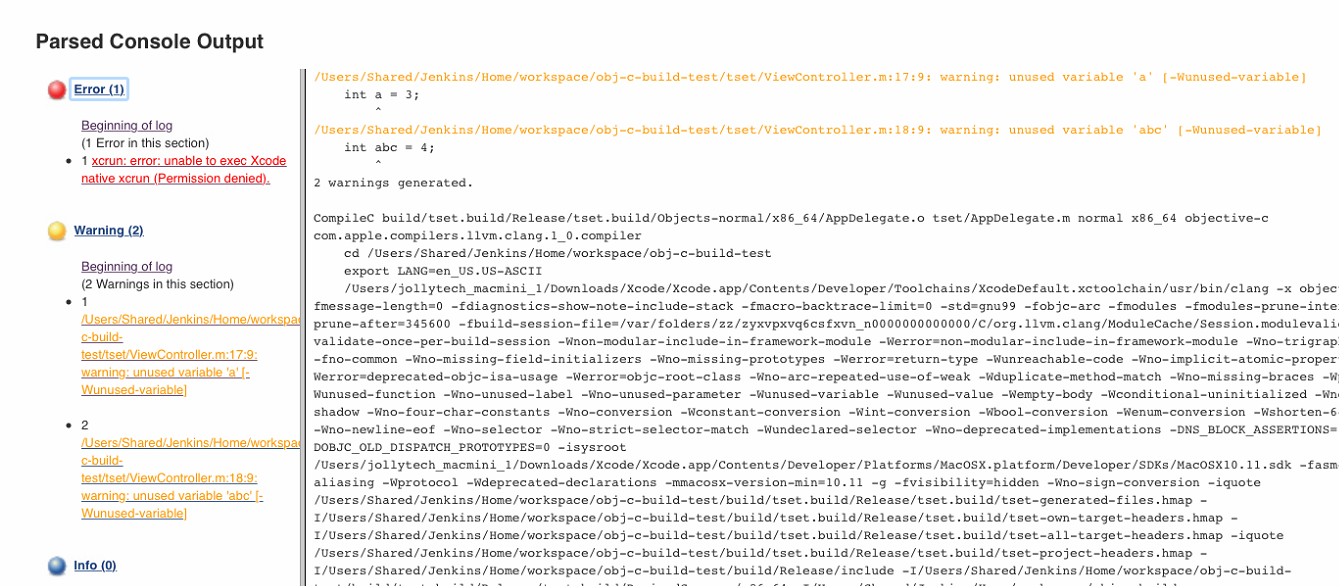 Parsed Console Output
Error (1)
Beginning of log
(1 Error in this section)
1 xcrun: error: unable to exec Xcode
native xcrun (Permission denied).
Warning (2)
Beginning of log
(2 Warnings in this section)
1
/Users/Shared/Jenkins/Home/workspac
c-build-
test/tset/ViewController.m:17:9:
warning: unused variable 'a' [-
Wunused-variable]
2
/Users/Shared/Jenkins/Home/workspac
c-build-
test/tset/ViewController.m:18:9:
warning: unused variable 'abc' [-
Wunused-variable]
Info (0)
/Users/Shared/Jenkins/Home/workspace/obj-c-build-test/tset/ViewController.m:17:9: warning: unused variable 'a' [-Wunused-variable]
int a = 3;
^
/Users/Shared/Jenkins/Home/workspace/obj-c-build-test/tset/ViewController.m:18:9: warning: unused variable 'abc' [-Wunused-variable]
int abc = 4;
^
2 warnings generated.
CompileC build/tset.build/Release/tset.build/Objects-normal/x86_64/AppDelegate.o tset/AppDelegate.m normal x86_64 objective-c
com.apple.compilers.llvm.clang.1_0.compiler
cd /Users/Shared/Jenkins/Home/workspace/obj-c-build-test
export LANG=en_US.US-ASCII
/Users/jollytech_macmini_1/Downloads/Xcode/Xcode.app/Contents/Developer/Toolchains/XcodeDefault.xctoolchain/usr/bin/clang -x objec
fmessage-length=0 -fdiagnostics-show-note-include-stack -fmacro-backtrace-limit=0 -std=gnu99 -fobjc-arc -fmodules -fmodules-prune-inte
prune-after=345600 -fbuild-session-file=/var/folders/zz/zyxvpxvq6csfxvn_n0000000000000/C/org.llvm.clang/ModuleCache/Session.modulevali
validate-once-per-build-session -Wnon-modular-include-in-framework-module -Werror=non-modular-include-in-framework-module -Wno-trigrap
-fno-common -Wno-missing-field-initializers -Wno-missing-prototypes -Werror=return-type -Wunreachable-code -Wno-implicit-atomic-proper
Werror=deprecated-objc-isa-usage -Werror=objc-root-class -Wno-arc-repeated-use-of-weak -Wduplicate-method-match -Wno-missing-braces -Wp
Wunused-function -Wno-unused-label -Wno-unused-parameter -Wunused-variable -Wunused-value -Wempty-body -Wconditional-uninitialized -Wno
shadow -Wno-four-char-constants -Wno-conversion -Wconstant-conversion -Wint-conversion -Wbool-conversion -Wenum-conversion -Wshorten-6
-Wno-newline-eof -Wno-selector -Wno-strict-selector-match -Wundeclared-selector -Wno-deprecated-implementations -DNS_BLOCK_ASSERTIONS=
DOBJC_OLD_DISPATCH_PROTOTYPES=0 -isysroot
/Users/jollytech_macmini_1/Downloads/Xcode/Xcode.app/Contents/Developer/Platforms/MacOSX.platform/Developer/SDKs/MacOSX10.11.sdk -fasm
aliasing -Wprotocol -Wdeprecated-declarations -mmacosx-version-min=10.11 -g -fvisibility=hidden -Wno-sign-conversion -iquote
/Users/Shared/Jenkins/Home/workspace/obj-c-build-test/build/tset.build/Release/tset.build/tset-generated-files.hmap -
I/Users/Shared/Jenkins/Home/workspace/obj-c-build-test/build/tset.build/Release/tset.build/tset-own-target-headers.hmap -
I/Users/Shared/Jenkins/Home/workspace/obj-c-build-test/build/tset.build/Release/tset.build/tset-all-target-headers.hmap -iquote
/Users/Shared/Jenkins/Home/workspace/obj-c-build-test/build/tset.build/Release/tset.build/tset-project-headers.hmap -
I/Users/Shared/Jenkins/Home/workspace/obj-c-build-test/build/Release/include -I/Users/Shared/Jenkins/Home/workspace/obj-c-build-